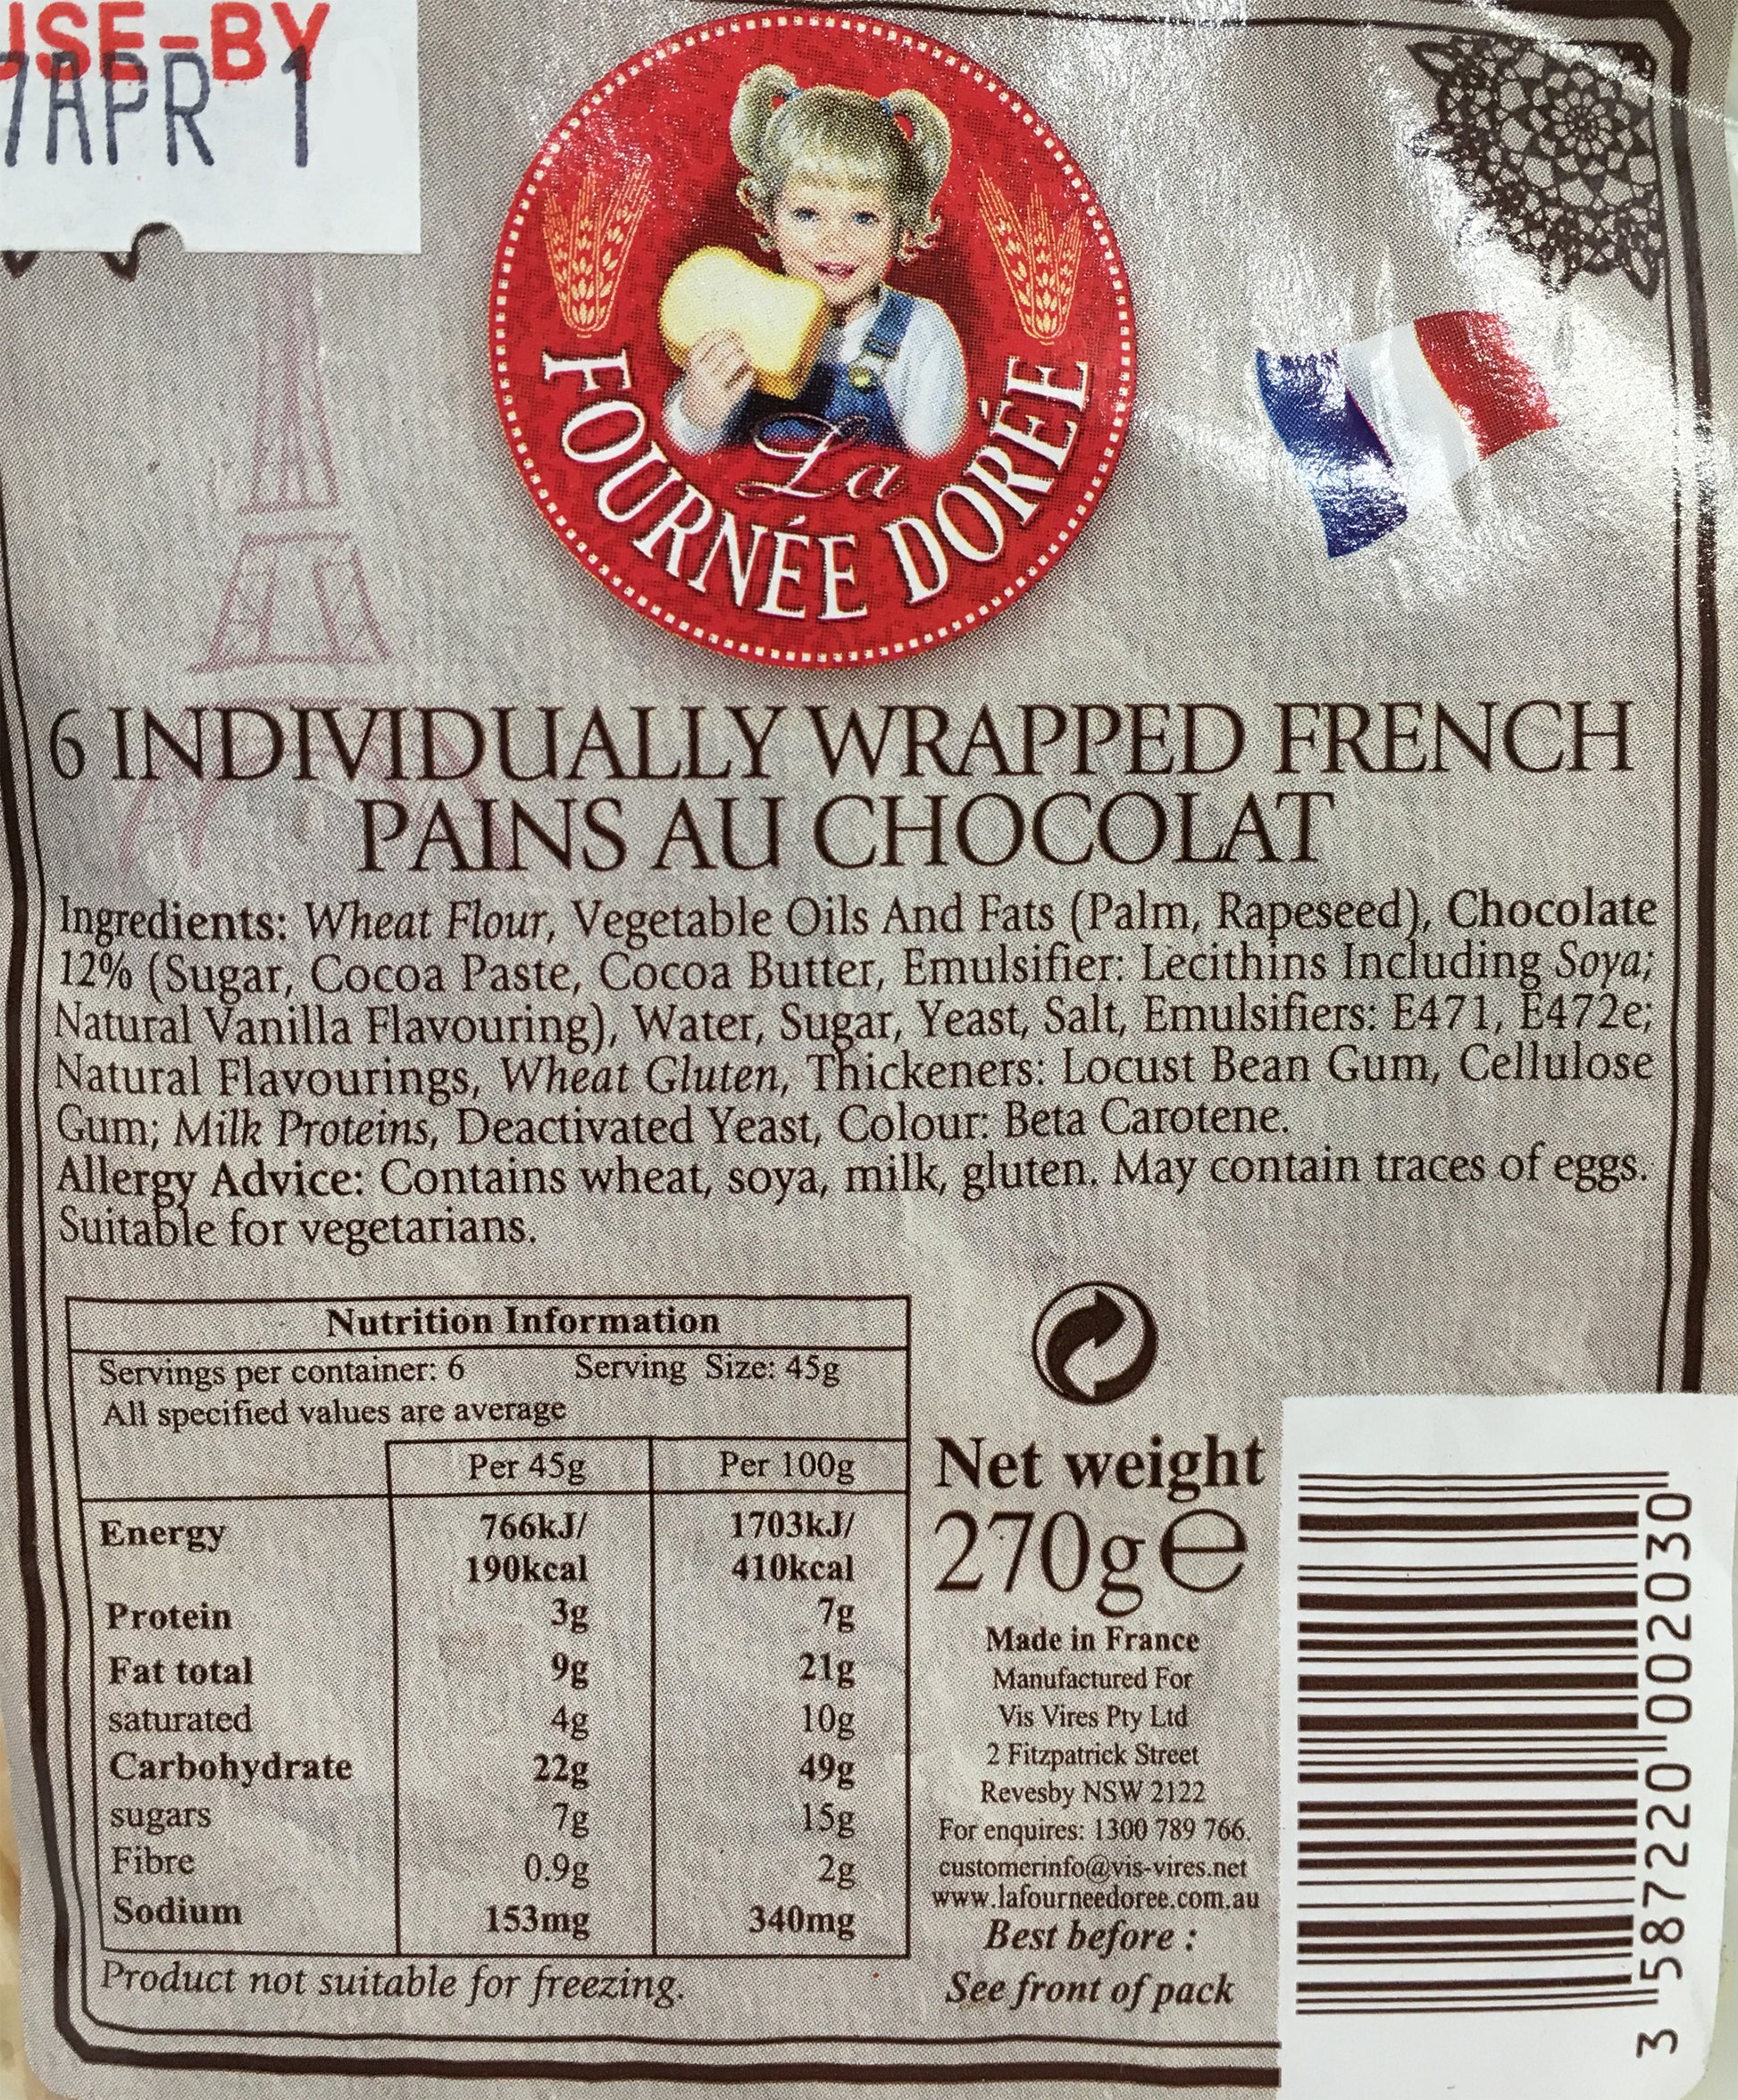 USE-BY
7APR 1
La
FOURNÉE DORÉE
6 INDIVIDUALLY WRAPPED FRENCH
PAINS AU CHOCOLAT
Ingredients: Wheat Flour, Vegetable Oils And Fats (Palm, Rapeseed), Chocolate
12% (Sugar, Cocoa Paste, Cocoa Butter, Emulsifier: Lecithins Including Soya;
Natural Vanilla Flavouring), Water, Sugar, Yeast, Salt, Emulsifiers: E471, E472e;
Natural Flavourings, Wheat Gluten, Thickeners: Locust Bean Gum, Cellulose
Gum; Milk Proteins, Deactivated Yeast, Colour: Beta Carotene.
Allergy Advice: Contains wheat, soya, milk, gluten. May contain traces of eggs.
Suitable for vegetarians.
Nutrition Information
Servings per container: 6 Serving Size: 45g
All specified values are average
Per 45g Per 100g
Energy 766kJ/ 1703kJ/
190kcal 410kcal
Protein 3g 7g
Fat total 9g 21g
saturated 4g 10g
Carbohydrate 22g 49g
sugars 7g 15g
Fibre 0.9g 2g
Sodium 153mg 340mg
Product not suitable for freezing.
Net weight
270g℮
Made in France
Manufactured For
Vis Vires Pty Ltd
2 Fitzpatrick Street
Revesby NSW 2122
For enquires: 1300 789 766.
customerinfo@vis-vires.net
www.lafourneedoree.com.au
Best before :
See front of pack
3 587220 002030